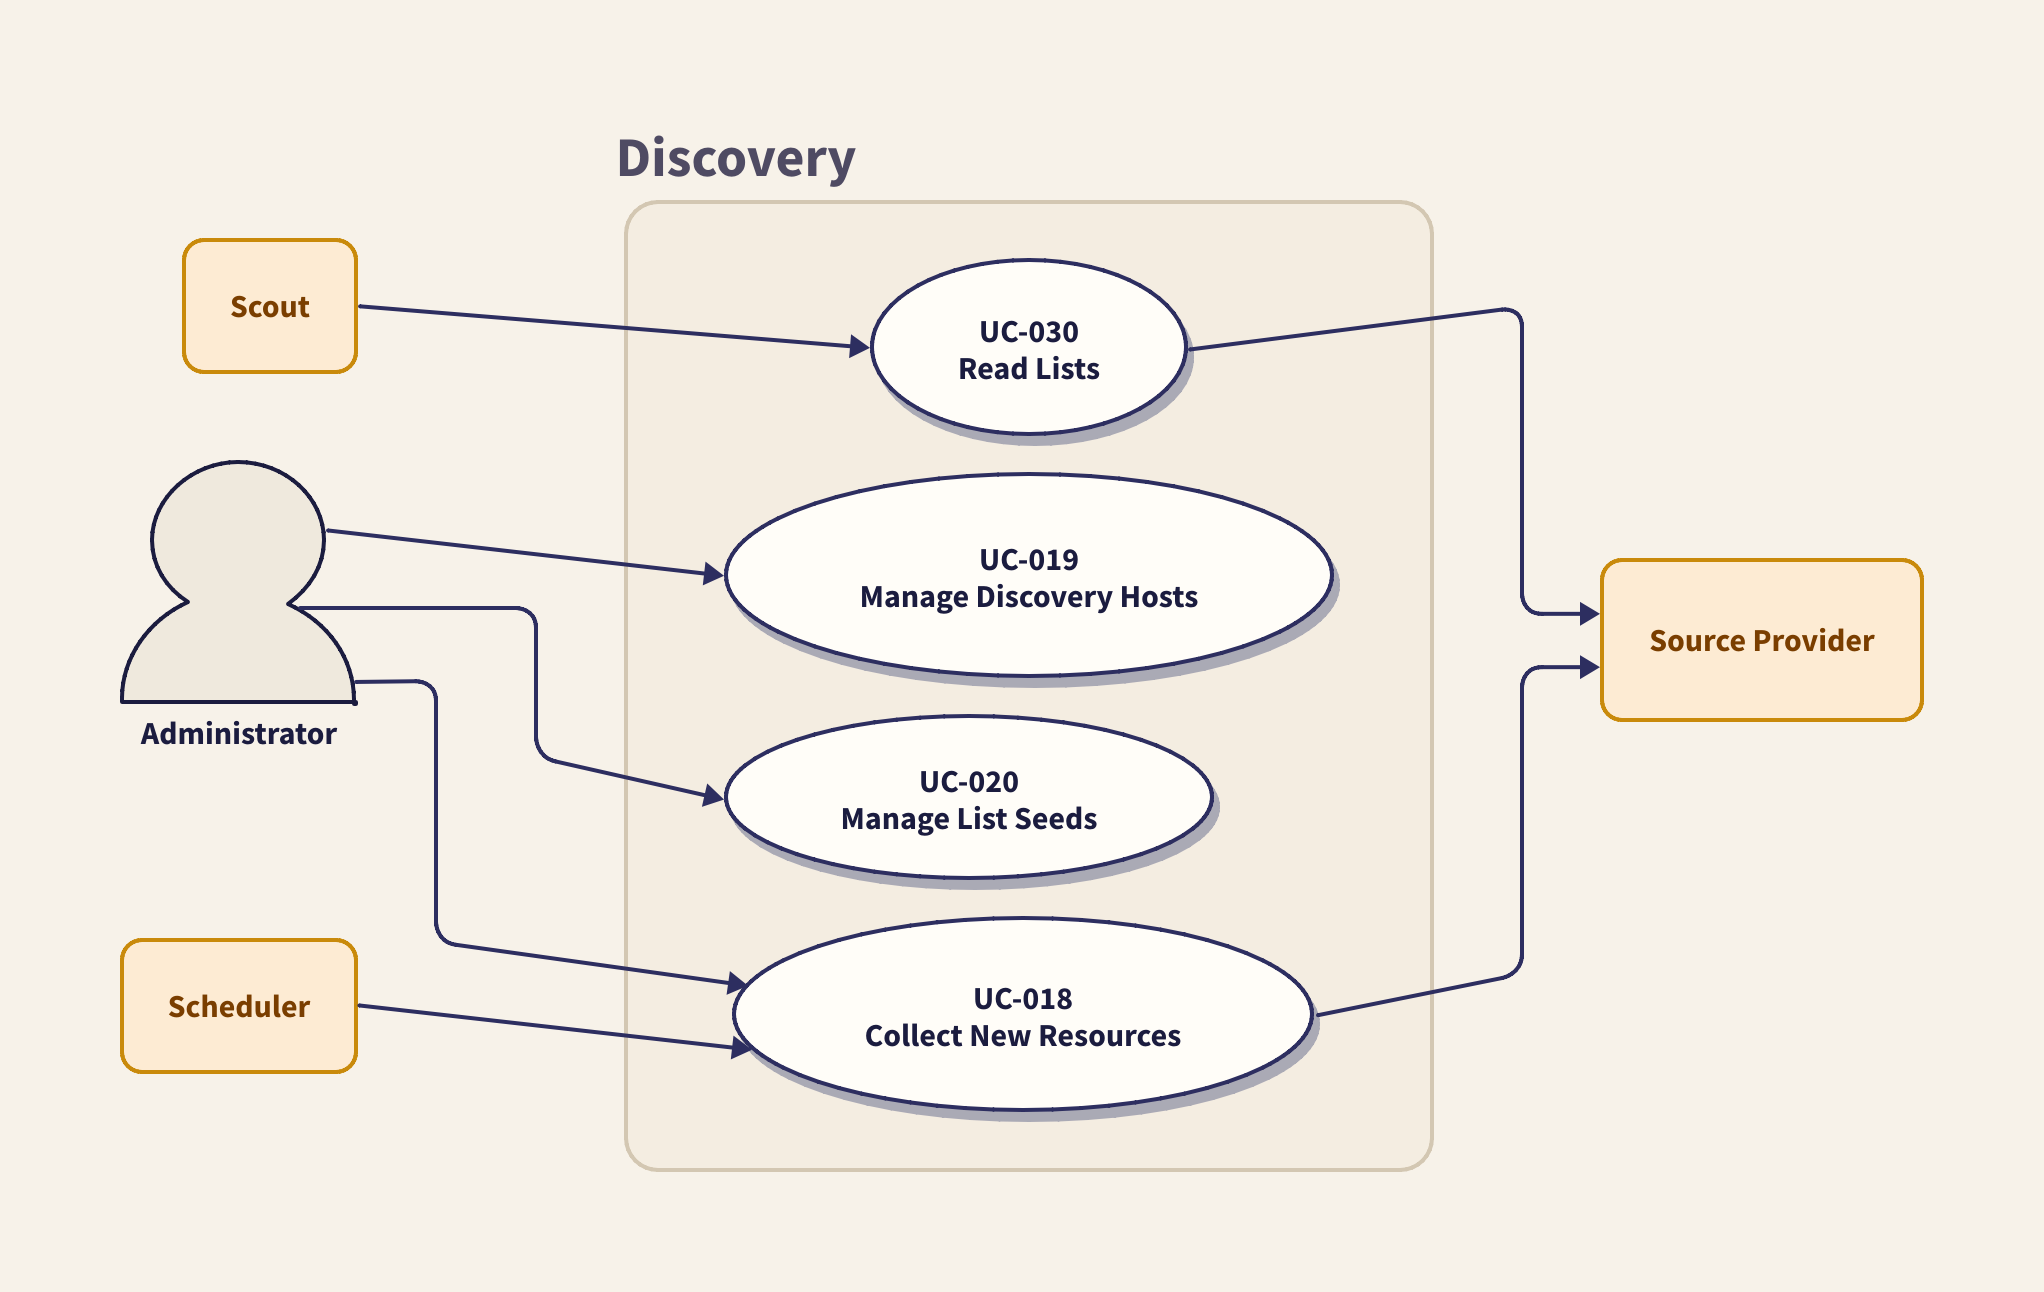 Discovery
Scout
UC-030
Read Lists
UC-019
Manage Discovery Hosts
Source Provider
Administrator
UC-020
Manage List Seeds
Scheduler
UC-018
Collect New Resources